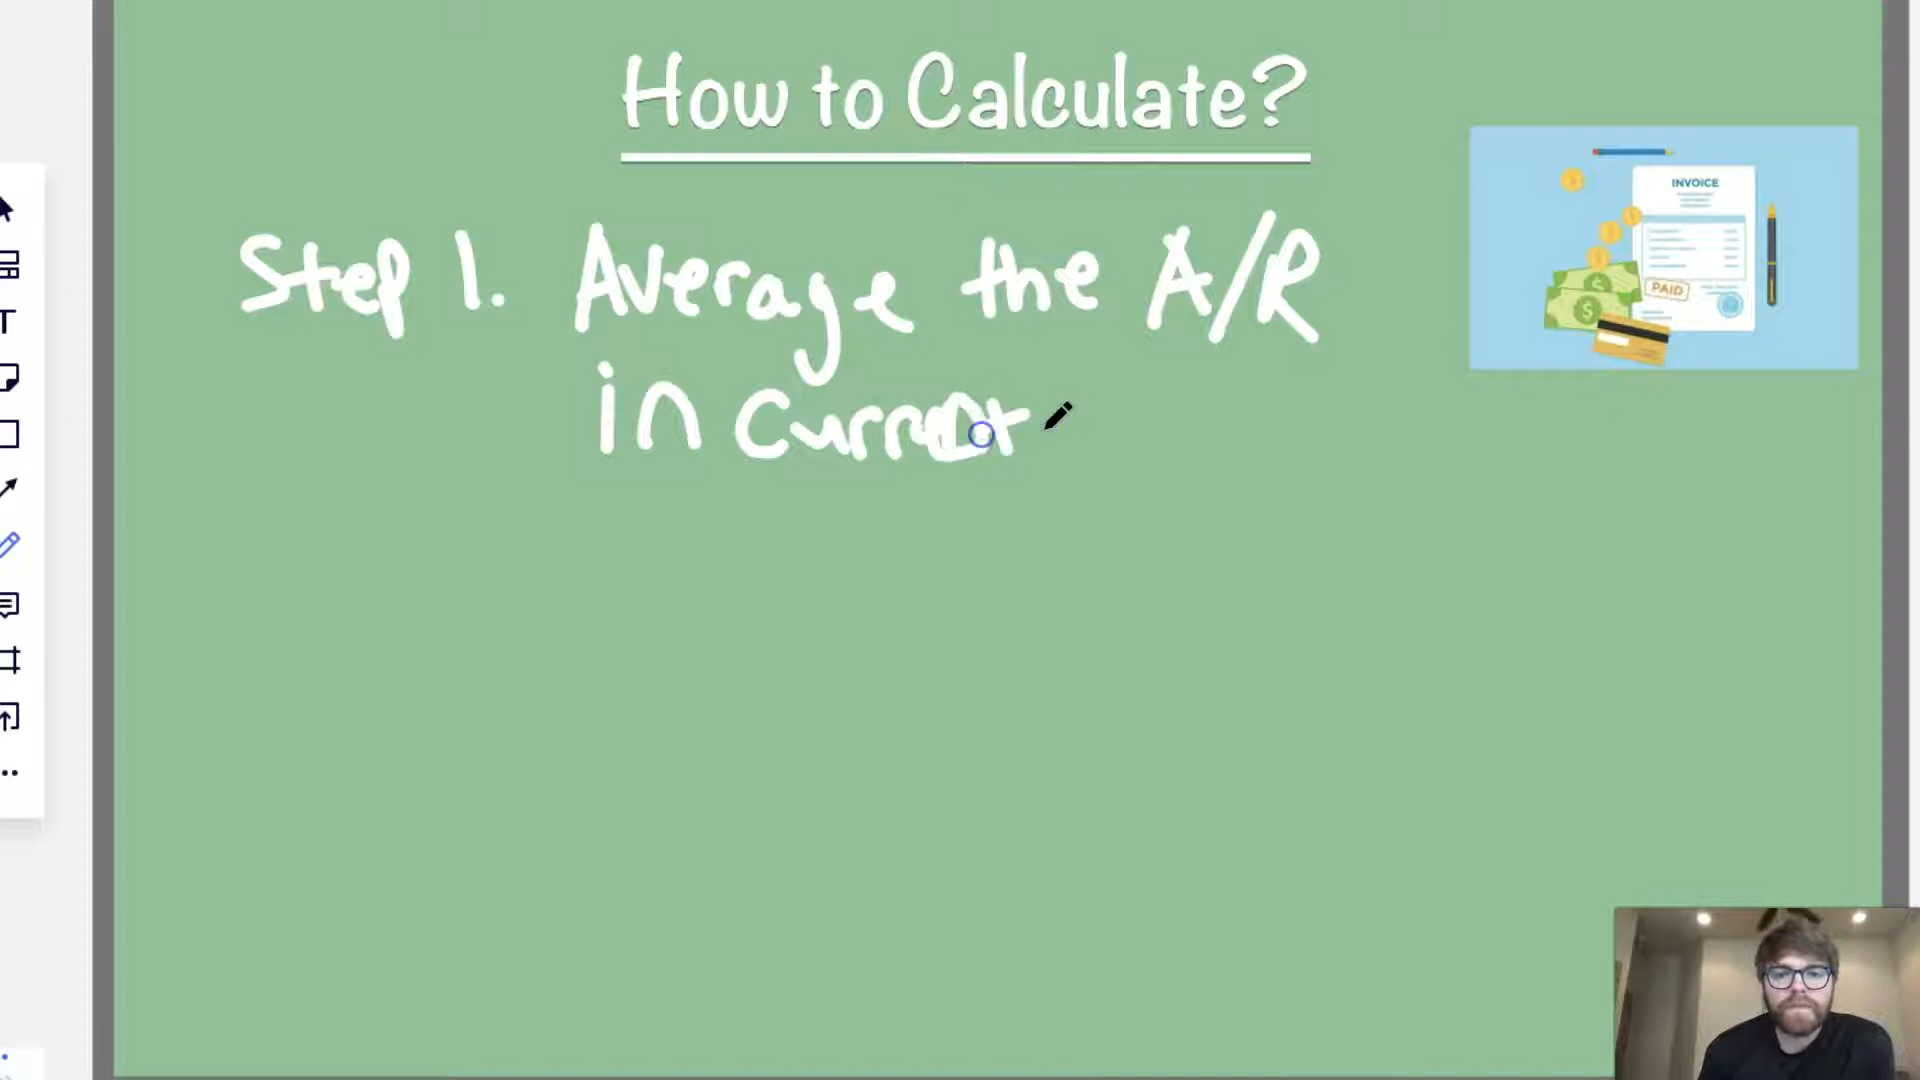 How to Calculate?
Step 1. Average the A/R
in Current
INVOICE
PAID